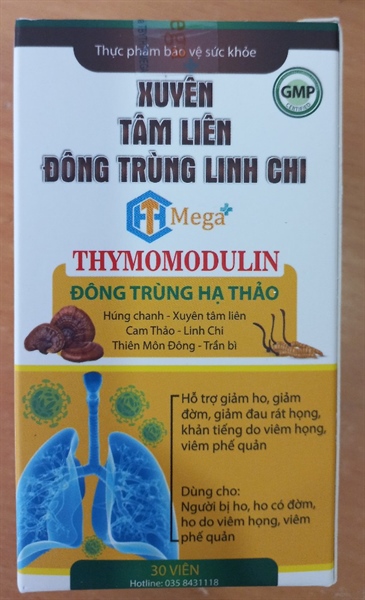 Thực phẩm bảo vệ sức khỏe
GMP
Certified
XUYÊN
TÂM LIÊN
ĐÔNG TRÙNG LINH CHI
HTH Mega+
THYMOMODULIN
ĐÔNG TRÙNG HẠ THẢO
Húng chanh - Xuyên tâm liên
Cam Thảo - Linh Chi
Thiên Môn Đông - Trần bì
Hỗ trợ giảm ho, giảm
đờm, giảm đau rát họng,
khản tiếng do viêm họng,
viêm phế quản
Dùng cho:
Người bị ho, ho có đờm,
ho do viêm họng, viêm
phế quản
30 VIÊN
Hotline: 035 8431118